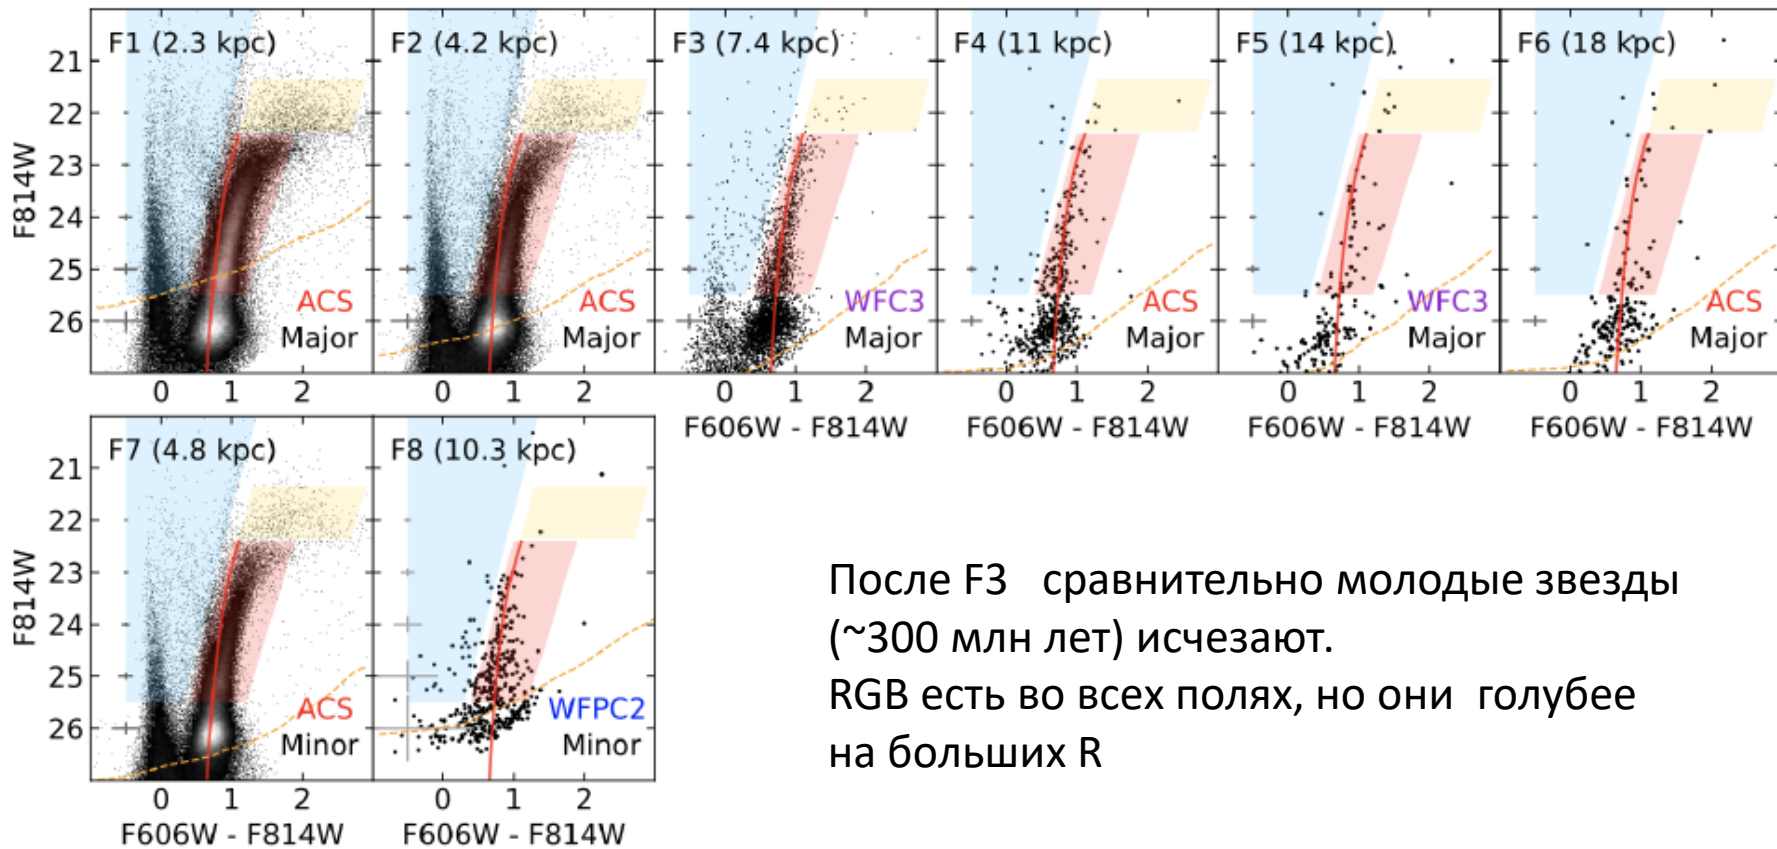 F1 (2.3 kpc) F2 (4.2 kpc) F3 (7.4 kpc) F4 (11 kpc) F5 (14 kpc) F6 (18 kpc)
21
22
23
24
25
26
F814W
ACS ACS WFC3 ACS WFC3 ACS
Major Major Major Major Major Major
0 1 2 0 1 2 0 1 2 0 1 2 0 1 2 0 1 2
F606W - F814W F606W - F814W F606W - F814W F606W - F814W
F7 (4.8 kpc) F8 (10.3 kpc)
21
22
23
24
25
26
F814W
ACS WFPC2
Minor Minor
0 1 2 0 1 2
F606W - F814W F606W - F814W
После F3 сравнительно молодые звезды
(~300 млн лет) исчезают.
RGB есть во всех полях, но они голубее
на больших R